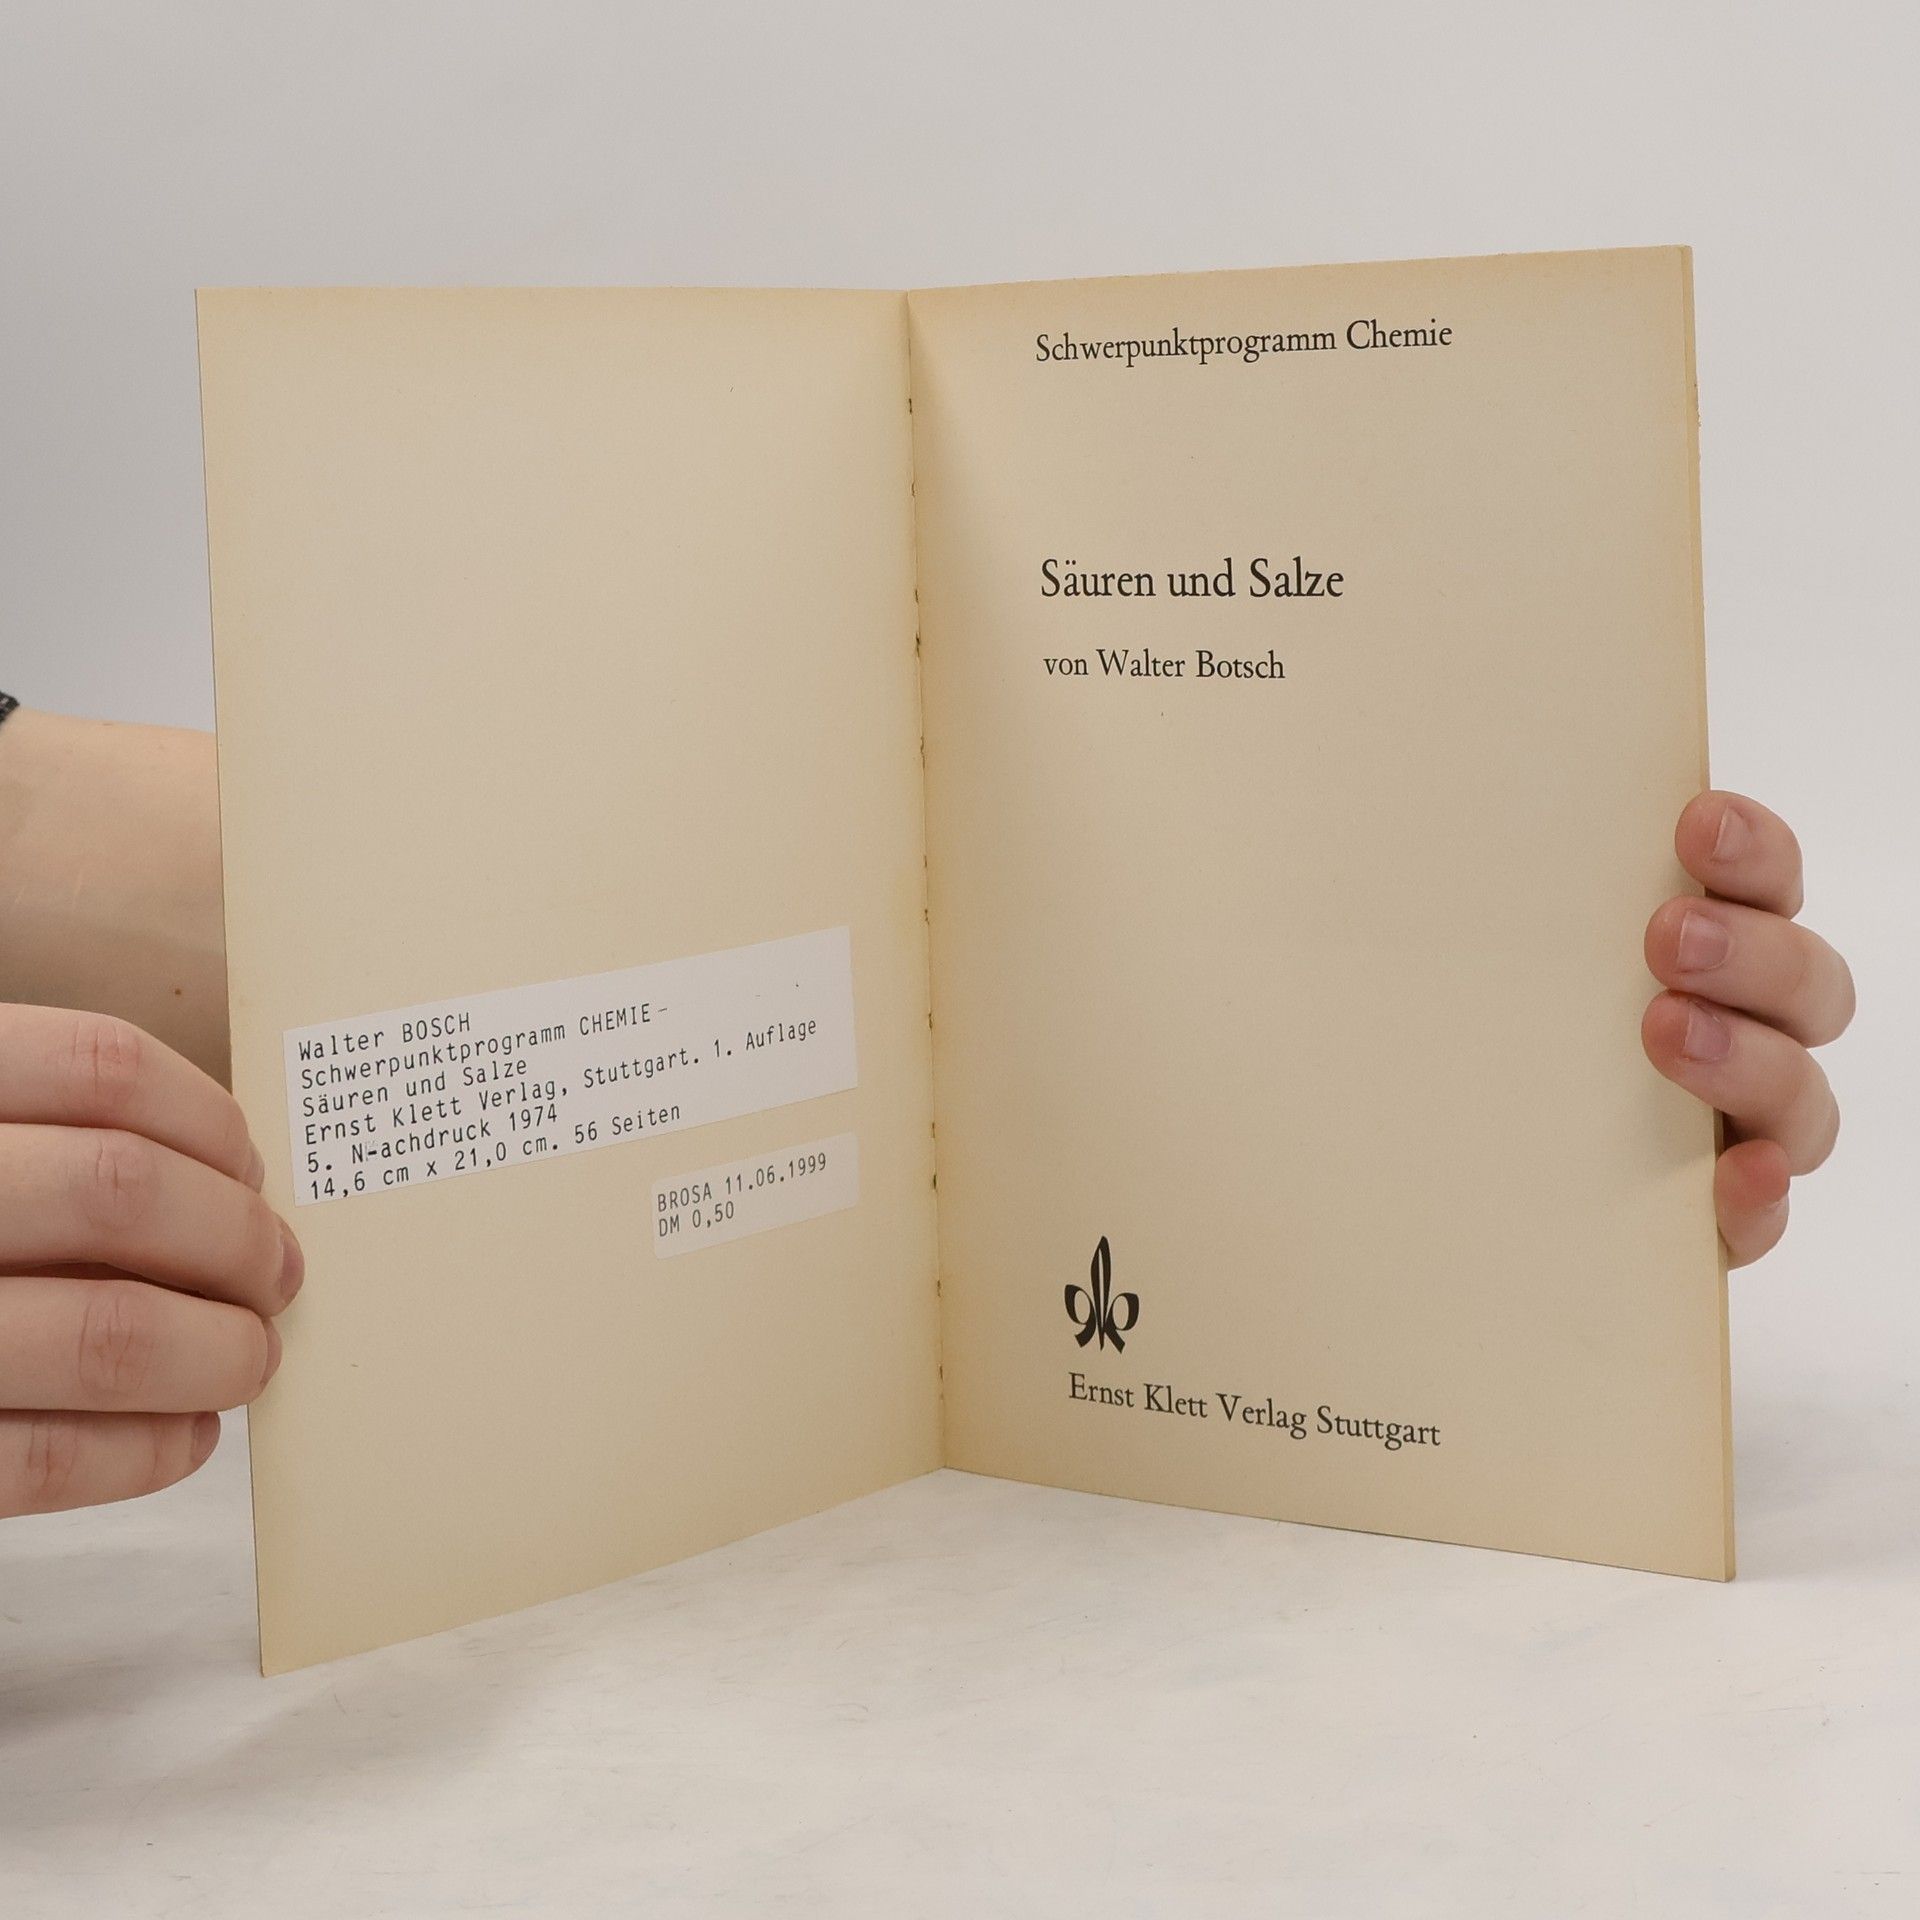 Walter BOSCH
Schwerpunktprogramm CHEMIE-
Säuren und Salze
Ernst Klett Verlag, Stuttgart. 1. Auflage
5. N-achdruck 1974
14,6 cm x 21,0 cm. 56 Seiten
BROSA 11.06.1999
DM 0,50
Schwerpunktprogramm Chemie
Säuren und Salze
von Walter Botsch
Ernst Klett Verlag Stuttgart